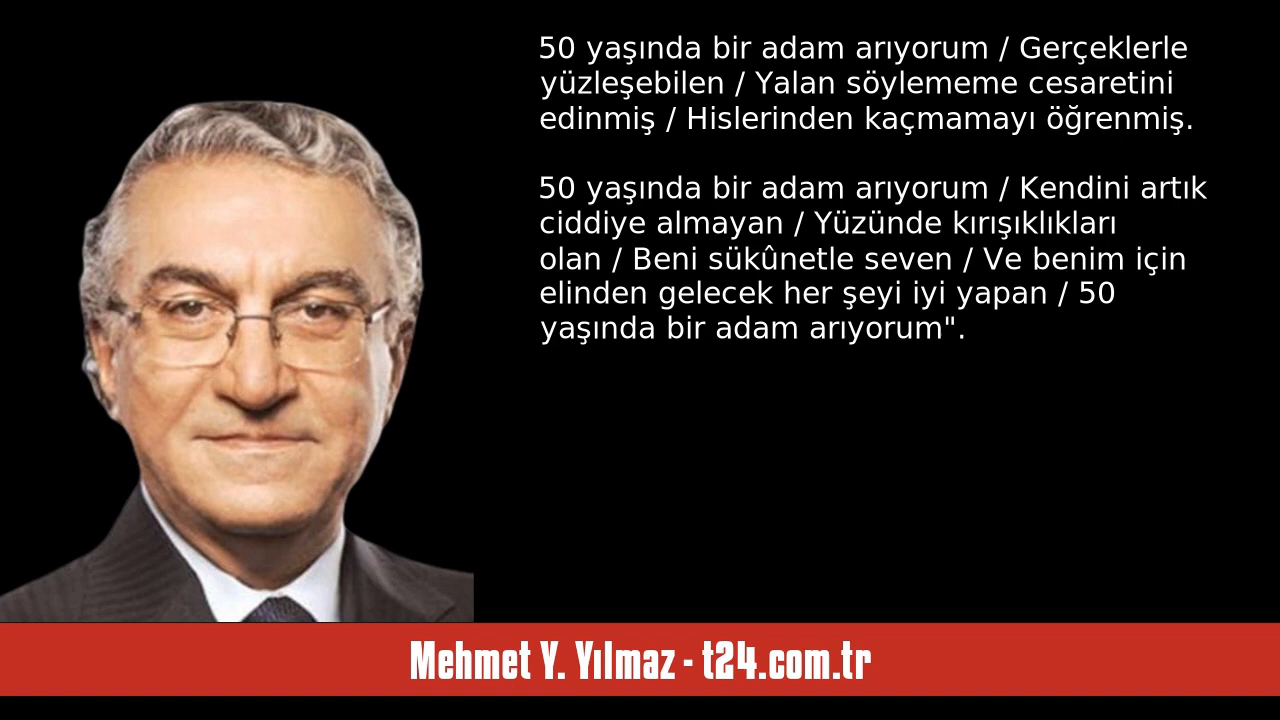 50 yaşında bir adam arıyorum / Gerçeklerle
yüzleşebilen / Yalan söylememe cesaretini
edinmiş / Hislerinden kaçmamayı öğrenmiş.
50 yaşında bir adam arıyorum / Kendini artık
ciddiye almayan / Yüzünde kırışıklıkları
olan / Beni sükûnetle seven / Ve benim için
elinden gelecek her şeyi iyi yapan / 50
yaşında bir adam arıyorum".
Mehmet Y. Yılmaz - t24.com.tr